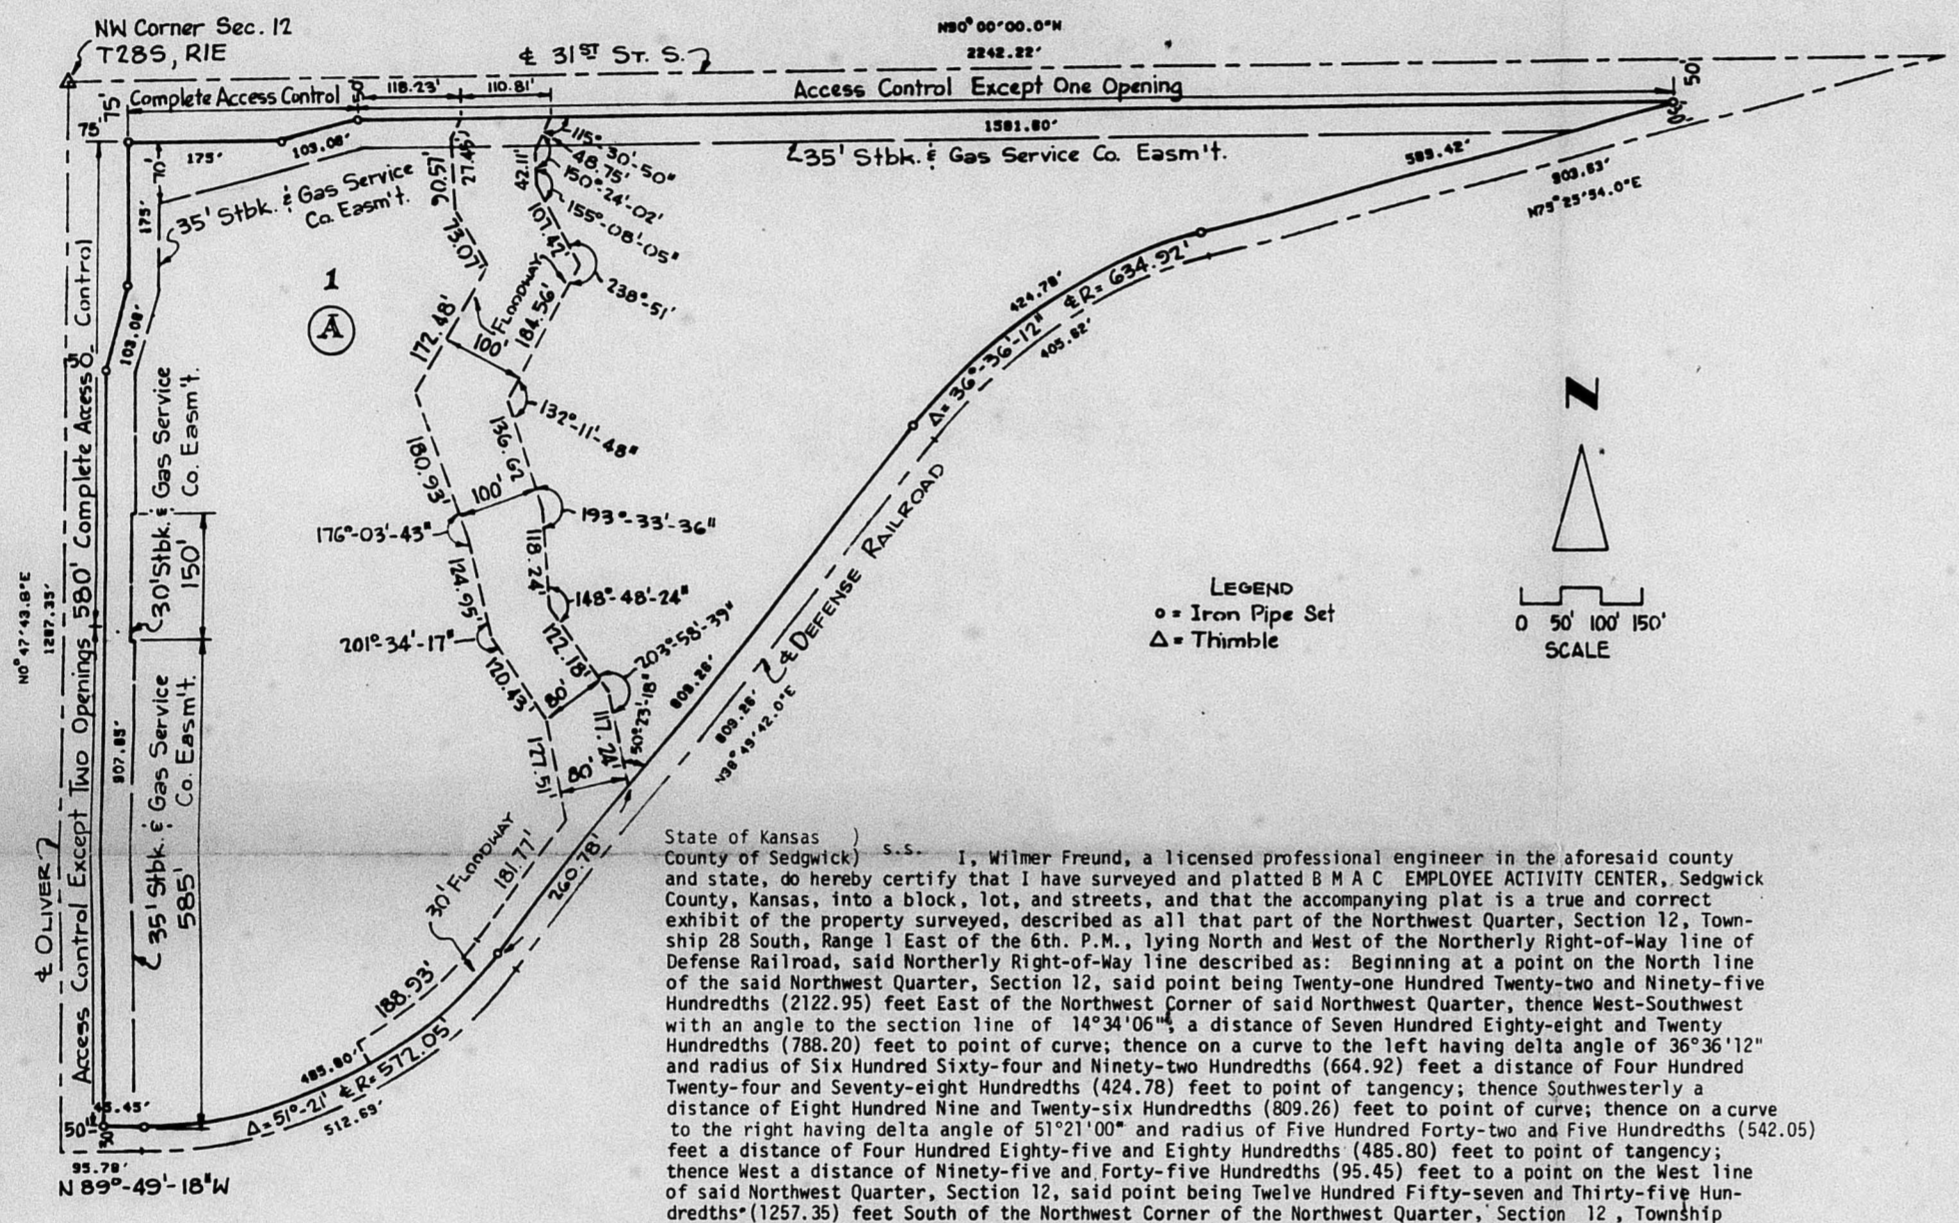 NW Corner Sec. 12
T28S, R1E
℄ 31ST ST. S.
N90°00'00.0"W
2242.22'
75'
Complete Access Control
50'
118.23'
110.81'
Access Control Except One Opening
50'
75'
175'
103.08'
1581.80'
35' Stbk. & Gas Service Co. Easm't.
589.42'
803.63'
N75°25'54.0"E
70'
175'
35' Stbk. & Gas Service
Co. Easm't.
90.57'
27.45'
42.11'
115°-30'-50"
48.75'
150°-24'-02'
155°-08'-05"
107.42'
73.07'
FLOODWAY
238°-51'
184.56'
1
A
172.48'
100'
103.08'
50'
424.78'
℄ R= 634.92'
Δ= 36°-36'-12"
405.62'
132°-11'-48"
136.62
180.93'
100'
193°-33'-36"
176°-03'-43"
118.24'
124.95'
148°-48'-24"
201°-34'-17"
122.18'
203°-58'-39"
120.43'
80'
117.24'
50°-23'-18"
127.51'
80'
809.26'
℄ DEFENSE RAILROAD
809.26'
N38°49'42.0"E
N
LEGEND
o = Iron Pipe Set
Δ = Thimble
0 50' 100' 150'
SCALE
N0°47'43.8"E
1287.35'
℄ OLIVER
Access Control Except Two Openings
580' Complete Access Control
30' Stbk. & Gas Service
Co. Easm't.
150'
807.85'
35' Stbk. & Gas Service
Co. Easm't.
585'
30' FLOODWAY
181.77'
260.78'
188.93'
485.80'
℄ R= 572.05'
Δ= 51°-21'
512.69'
45.45'
50'
30'
95.78'
N 89°-49'-18"W
State of Kansas )
County of Sedgwick) s.s. I, Wilmer Freund, a licensed professional engineer in the aforesaid county
and state, do hereby certify that I have surveyed and platted B M A C EMPLOYEE ACTIVITY CENTER, Sedgwick
County, Kansas, into a block, lot, and streets, and that the accompanying plat is a true and correct
exhibit of the property surveyed, described as all that part of the Northwest Quarter, Section 12, Town-
ship 28 South, Range 1 East of the 6th. P.M., lying North and West of the Northerly Right-of-Way line of
Defense Railroad, said Northerly Right-of-Way line described as: Beginning at a point on the North line
of the said Northwest Quarter, Section 12, said point being Twenty-one Hundred Twenty-two and Ninety-five
Hundredths (2122.95) feet East of the Northwest Corner of said Northwest Quarter, thence West-Southwest
with an angle to the section line of 14°34'06", a distance of Seven Hundred Eighty-eight and Twenty
Hundredths (788.20) feet to point of curve; thence on a curve to the left having delta angle of 36°36'12"
and radius of Six Hundred Sixty-four and Ninety-two Hundredths (664.92) feet a distance of Four Hundred
Twenty-four and Seventy-eight Hundredths (424.78) feet to point of tangency; thence Southwesterly a
distance of Eight Hundred Nine and Twenty-six Hundredths (809.26) feet to point of curve; thence on a curve
to the right having delta angle of 51°21'00" and radius of Five Hundred Forty-two and Five Hundredths (542.05)
feet a distance of Four Hundred Eighty-five and Eighty Hundredths (485.80) feet to point of tangency;
thence West a distance of Ninety-five and Forty-five Hundredths (95.45) feet to a point on the West line
of said Northwest Quarter, Section 12, said point being Twelve Hundred Fifty-seven and Thirty-five Hun-
dredths (1257.35) feet South of the Northwest Corner of the Northwest Quarter, Section 12 , Township